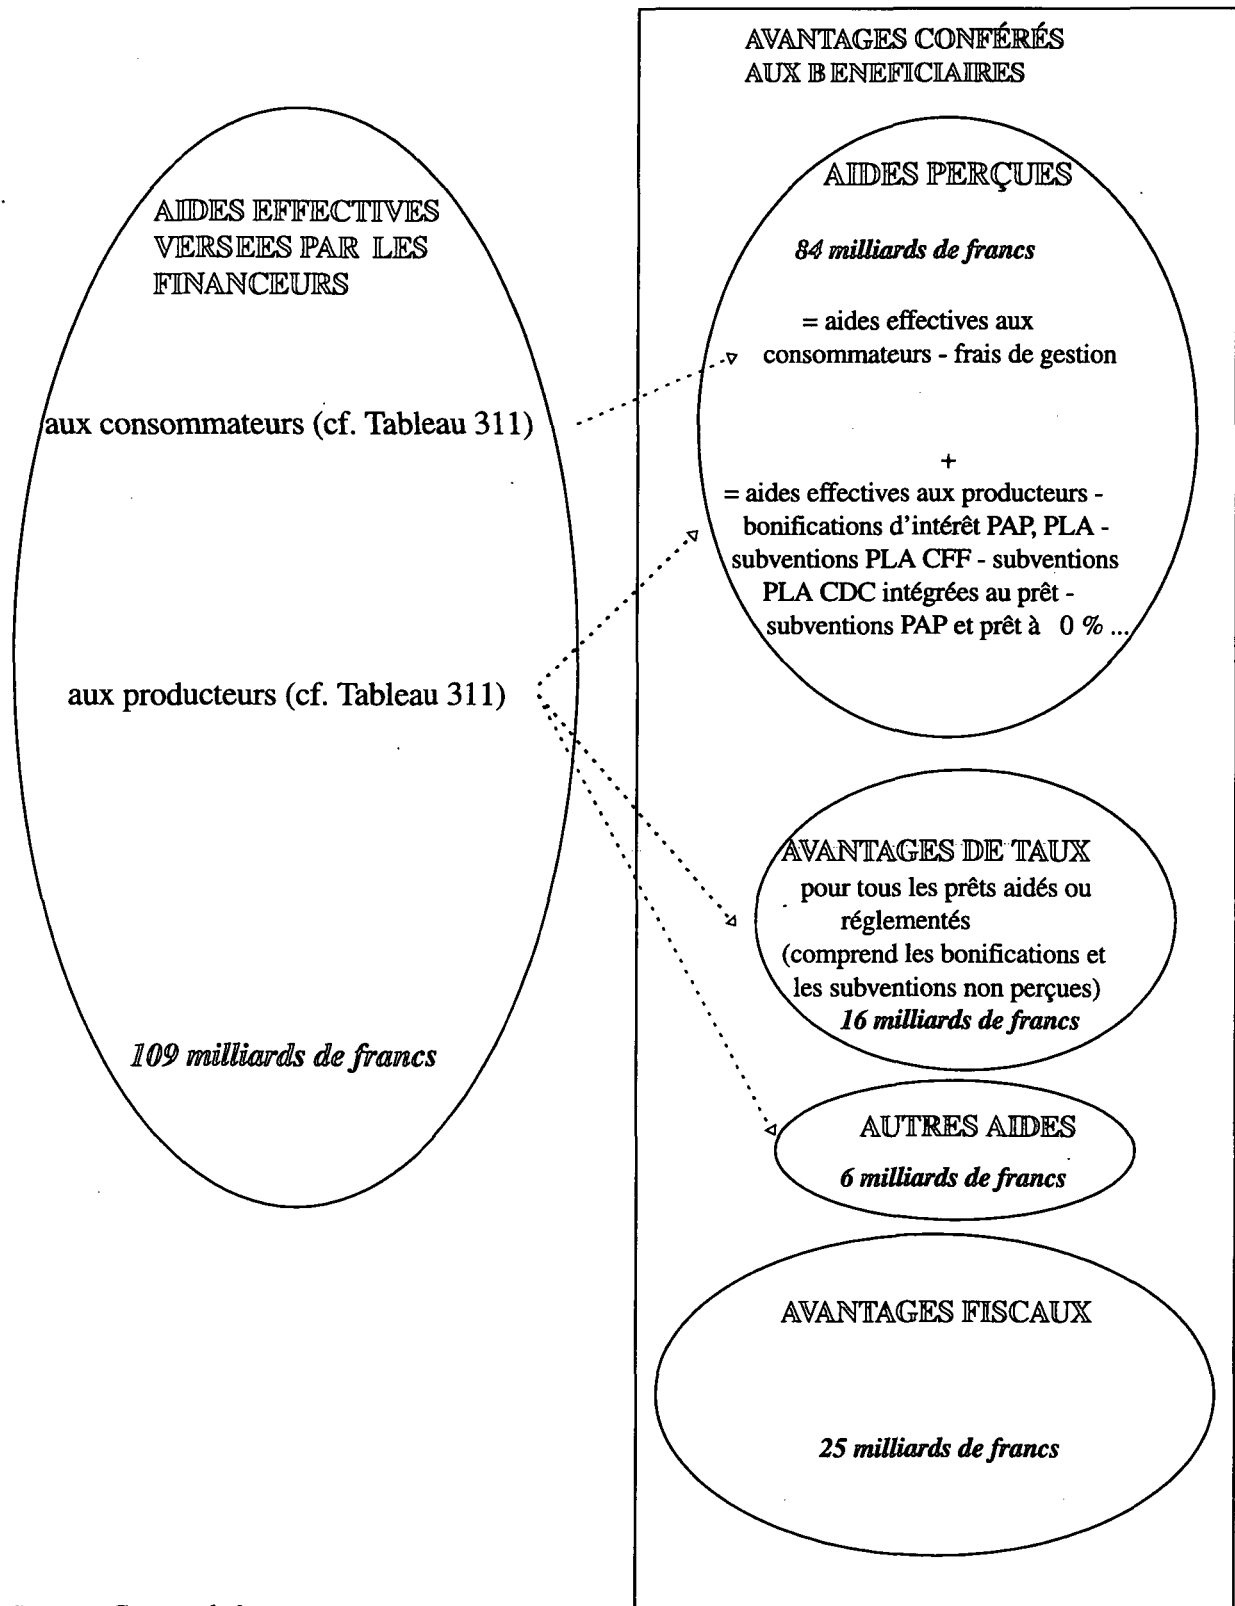 AVANTAGES CONFÉRÉS
AUX BENEFICIAIRES
AIDES EFFECTIVES
VERSEES PAR LES
FINANCEURS
aux consommateurs (cf. Tableau 311)
aux producteurs (cf. Tableau 311)
109 milliards de francs
AIDES PERÇUES
84 milliards de francs
= aides effectives aux
consommateurs - frais de gestion
+
= aides effectives aux producteurs -
bonifications d'intérêt PAP, PLA -
subventions PLA CFF - subventions
PLA CDC intégrées au prêt -
subventions PAP et prêt à 0 % ...
AVANTAGES DE TAUX
pour tous les prêts aidés ou
réglementés
(comprend les bonifications et
les subventions non perçues)
16 milliards de francs
AUTRES AIDES
6 milliards de francs
AVANTAGES FISCAUX
25 milliards de francs